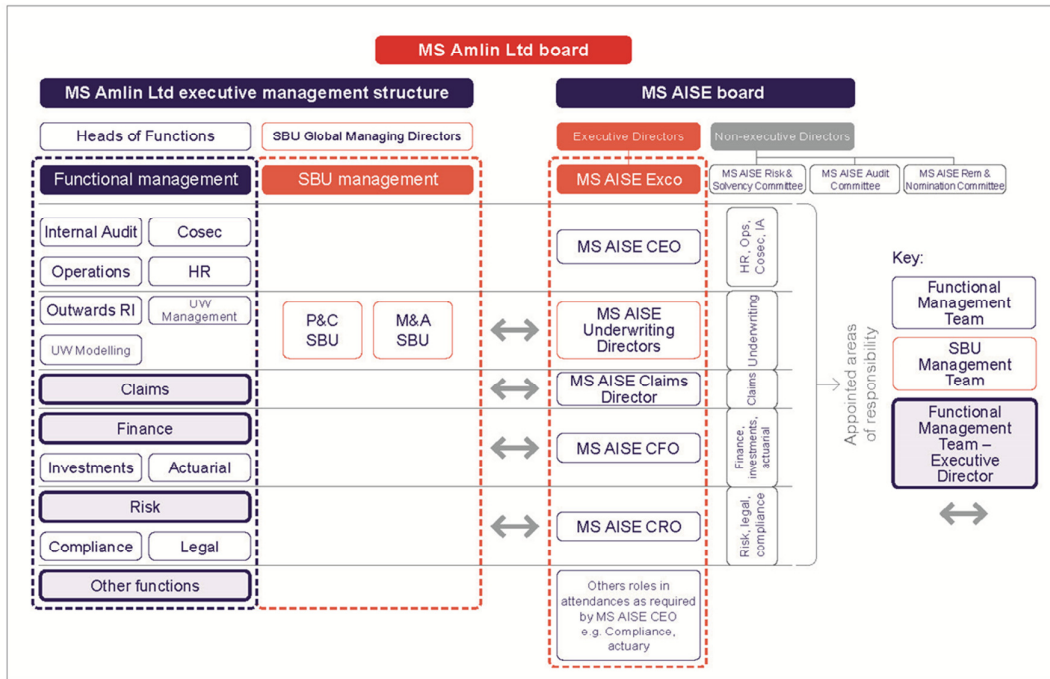 MS Amlin Ltd board
MS Amlin Ltd executive management structure
MS AISE board
Heads of Functions
SBU Global Managing Directors
Executive Directors
Non-executive Directors
Functional management
SBU management
MS AISE Exco
MS AISE Risk &
Solvency Committee
MS AISE Audit
Committee
MS AISE Rem &
Nomination Committee
Internal Audit
Cosec
Operations
HR
MS AISE CEO
HR, Ops,
Cosec, IA
Outwards RI
UW
Management
UW Modelling
P&C
SBU
M&A
SBU
MS AISE
Underwriting
Directors
Underwriting
Claims
MS AISE Claims
Director
Claims
Finance
Investments
Actuarial
MS AISE CFO
Finance,
investments,
actuarial
Risk
Compliance
Legal
MS AISE CRO
Risk, legal,
compliance
Other functions
Others roles in
attendances as required
by MS AISE CEO
e.g. Compliance,
actuary
Appointed areas
of responsibility
Key:
Functional
Management
Team
SBU
Management
Team
Functional
Management
Team –
Executive
Director